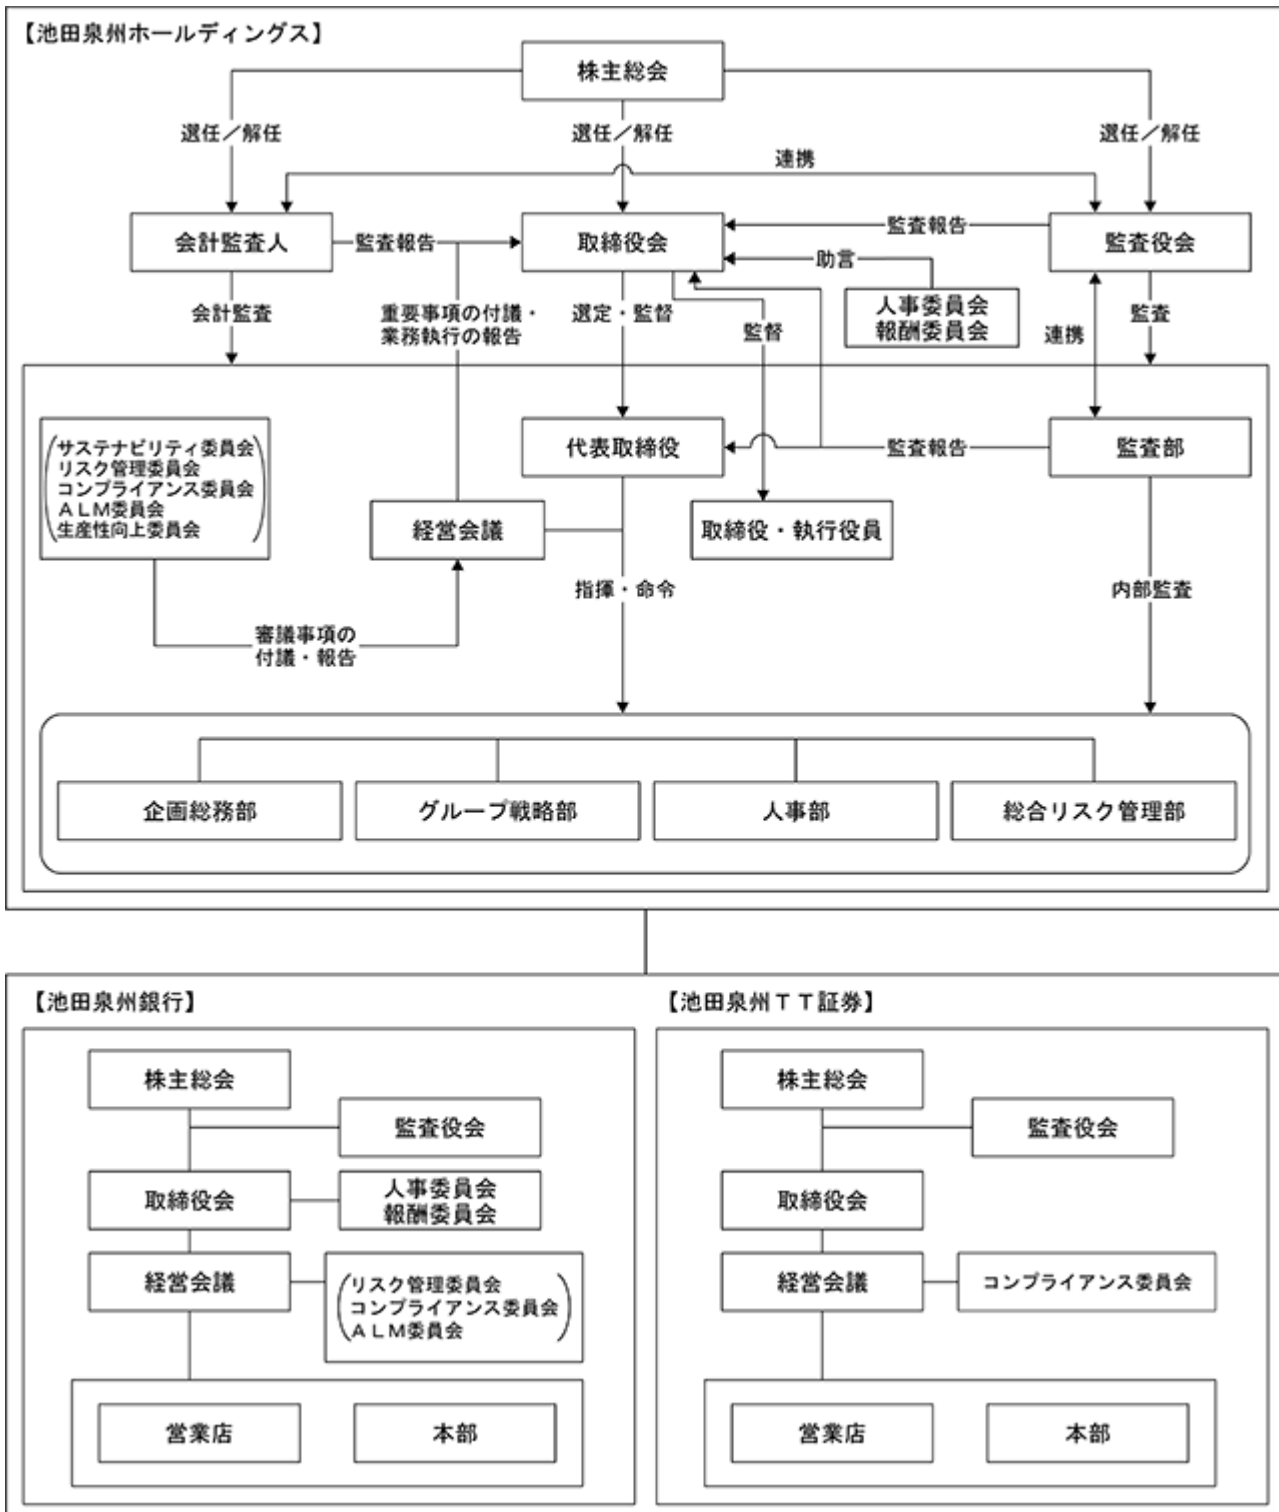 【池田泉州ホールディングス】
株主総会
選任／解任
選任／解任
選任／解任
連携
会計監査人
監査報告
取締役会
監査報告
監査役会
助言
人事委員会
報酬委員会
会計監査
重要事項の付議・
業務執行の報告
選定・監督
監督
連携
監査
サステナビリティ委員会
リスク管理委員会
コンプライアンス委員会
ＡＬＭ委員会
生産性向上委員会
代表取締役
監査報告
監査部
経営会議
取締役・執行役員
指揮・命令
内部監査
審議事項の
付議・報告
企画総務部
グループ戦略部
人事部
総合リスク管理部
【池田泉州銀行】
株主総会
監査役会
取締役会
人事委員会
報酬委員会
経営会議
リスク管理委員会
コンプライアンス委員会
ＡＬＭ委員会
営業店
本部
【池田泉州ＴＴ証券】
株主総会
監査役会
取締役会
経営会議
コンプライアンス委員会
営業店
本部